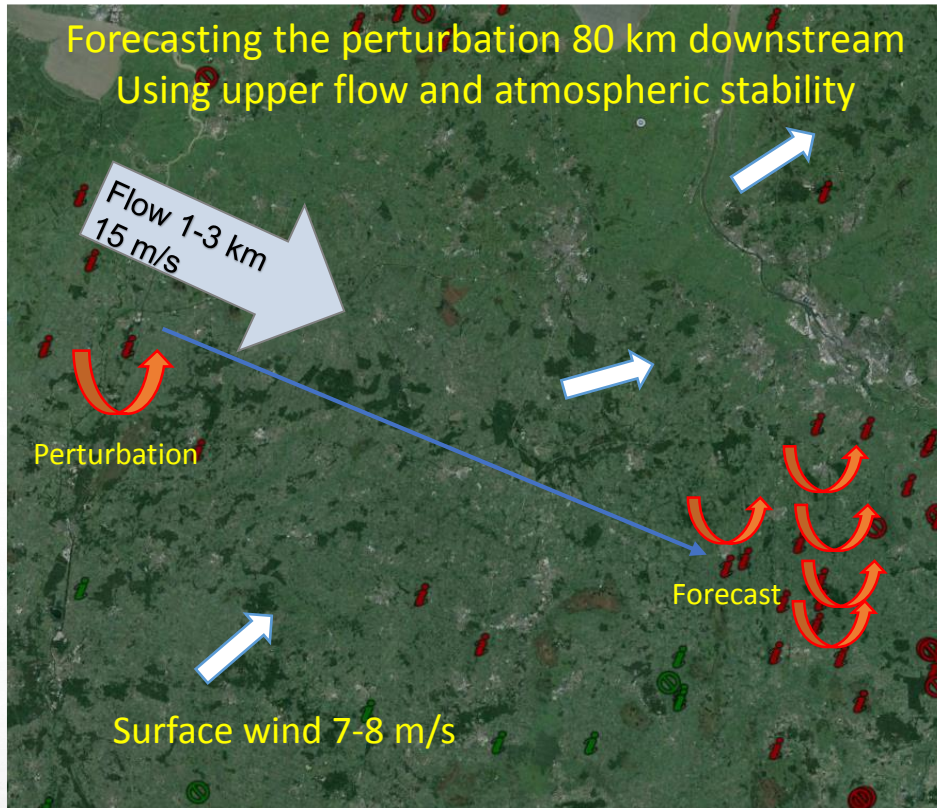 Forecasting the perturbation 80 km downstream
Using upper flow and atmospheric stability
Flow 1-3 km
15 m/s
Perturbation
Forecast
Surface wind 7-8 m/s